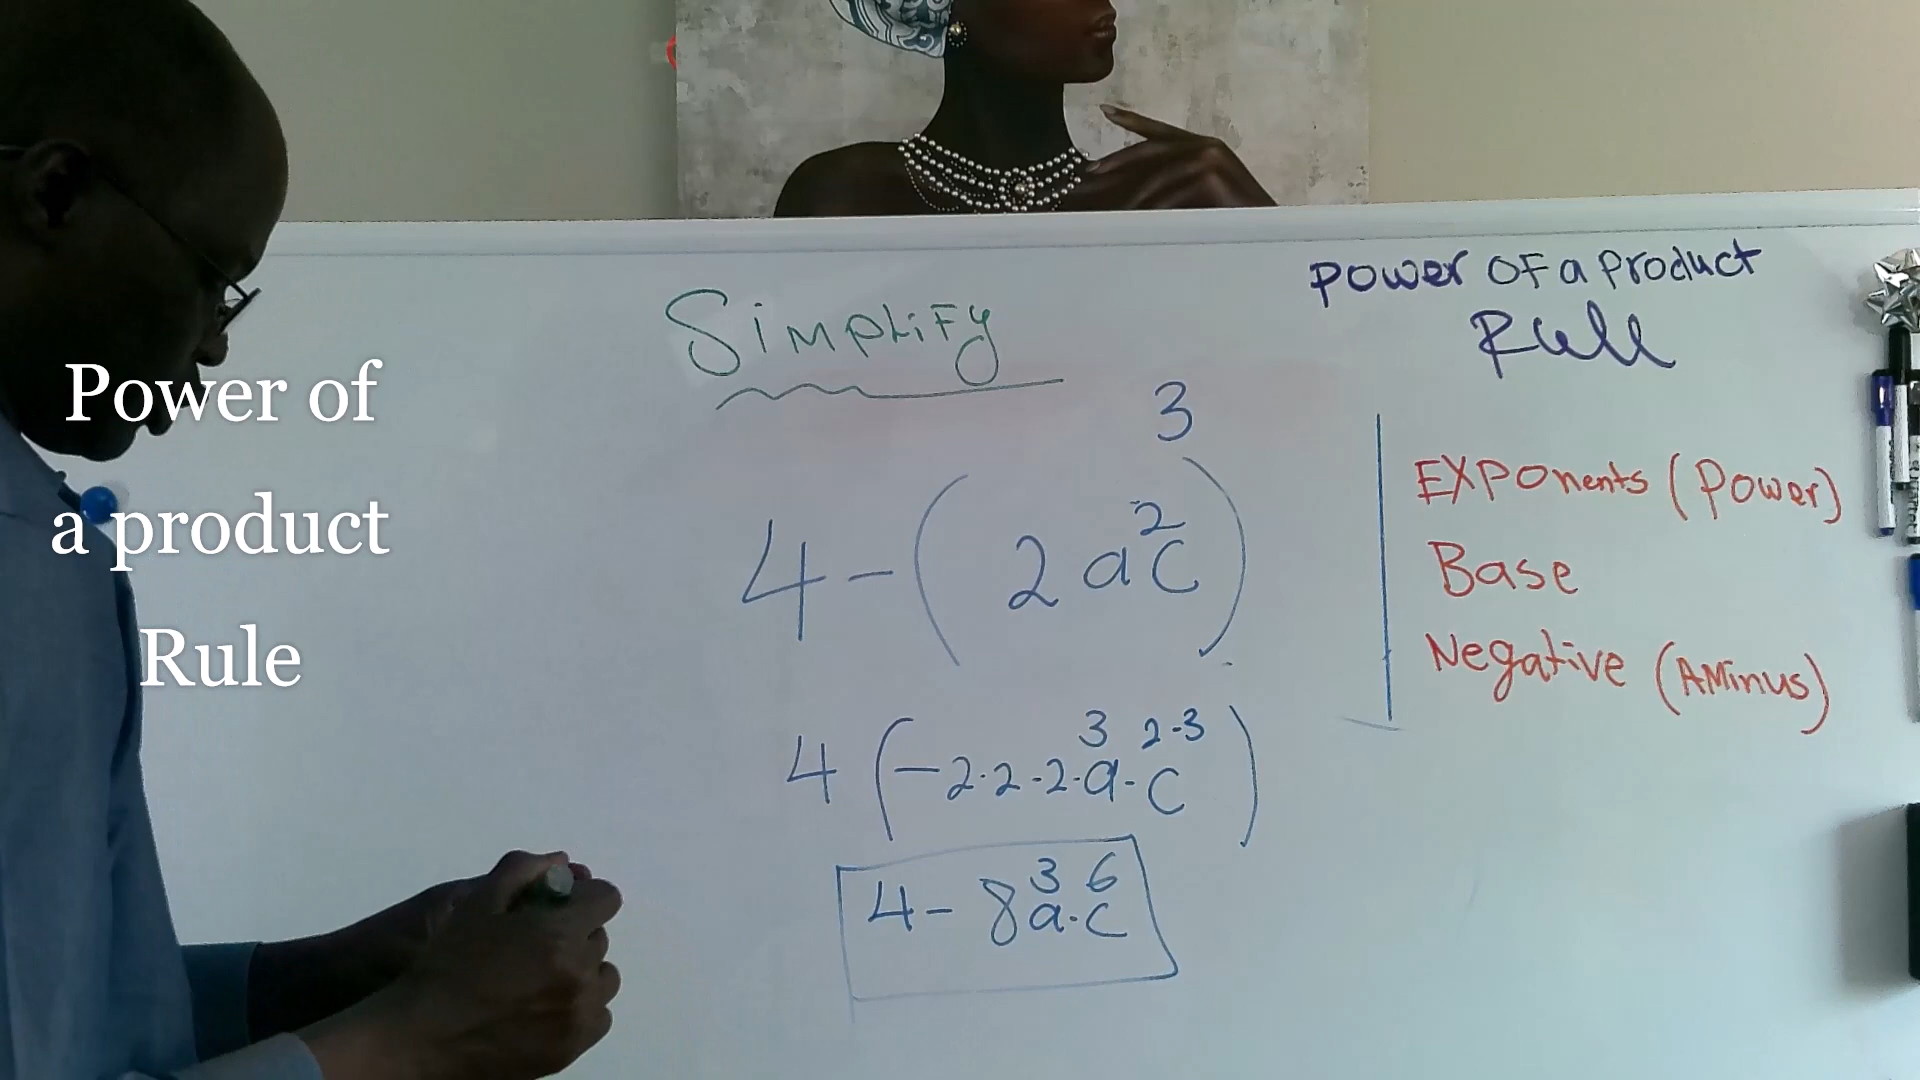 Simplify
4 - (2ac²)³
4 (-2·2·2·a³·c²·³)
4 - 8a³·c⁶
Power of a product
Rule
Exponents (Power)
Base
Negative (A Minus)
Power of
a product
Rule